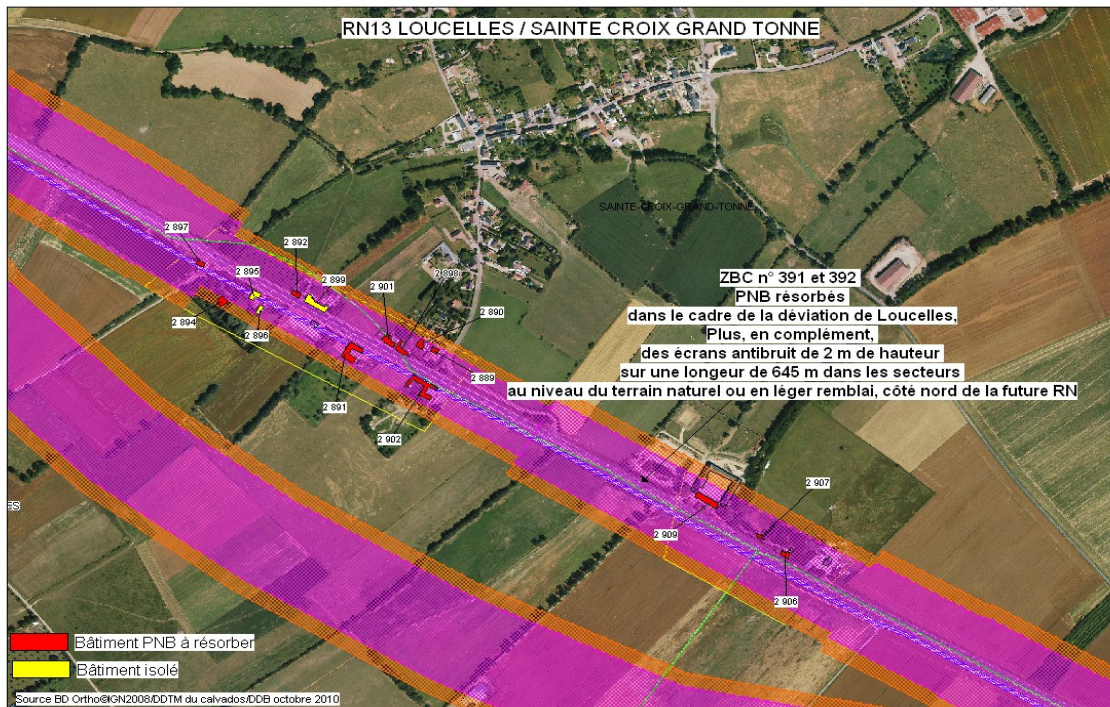 RN13 LOUCELLES / SAINTE CROIX GRAND TONNE
SAINTE-CROIX-GRAND-TONNE
2 897
2 892
2 895
2 899
2 901
2 898
2 890
2 894
2 896
2 889
2 891
2 902
ZBC n° 391 et 392
PNB résorbés
dans le cadre de la déviation de Loucelles,
Plus, en complément,
des écrans antibruit de 2 m de hauteur
sur une longeur de 645 m dans les secteurs
au niveau du terrain naturel ou en léger remblai, côté nord de la future RN
2 907
2 909
2 906
ES
Bâtiment PNB à résorber
Bâtiment isolé
Source BD Ortho©IGN2008/DDTM du calvados/DDB octobre 2010